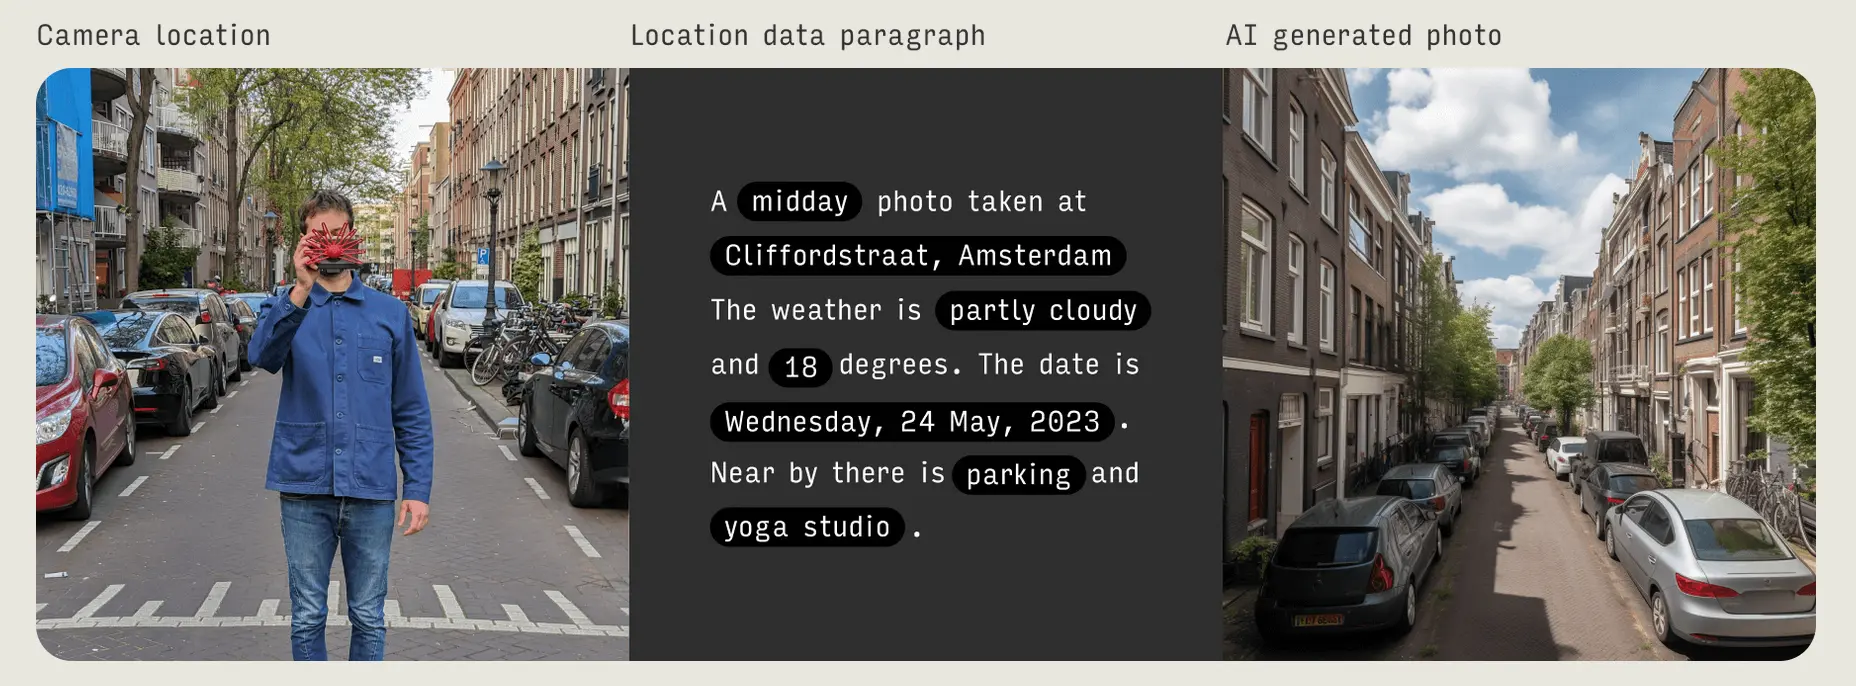 Camera location
Location data paragraph
AI generated photo
A midday photo taken at
Cliffordstraat, Amsterdam
The weather is partly cloudy
and 18 degrees. The date is
Wednesday, 24 May, 2023 .
Near by there is parking and
yoga studio .
P